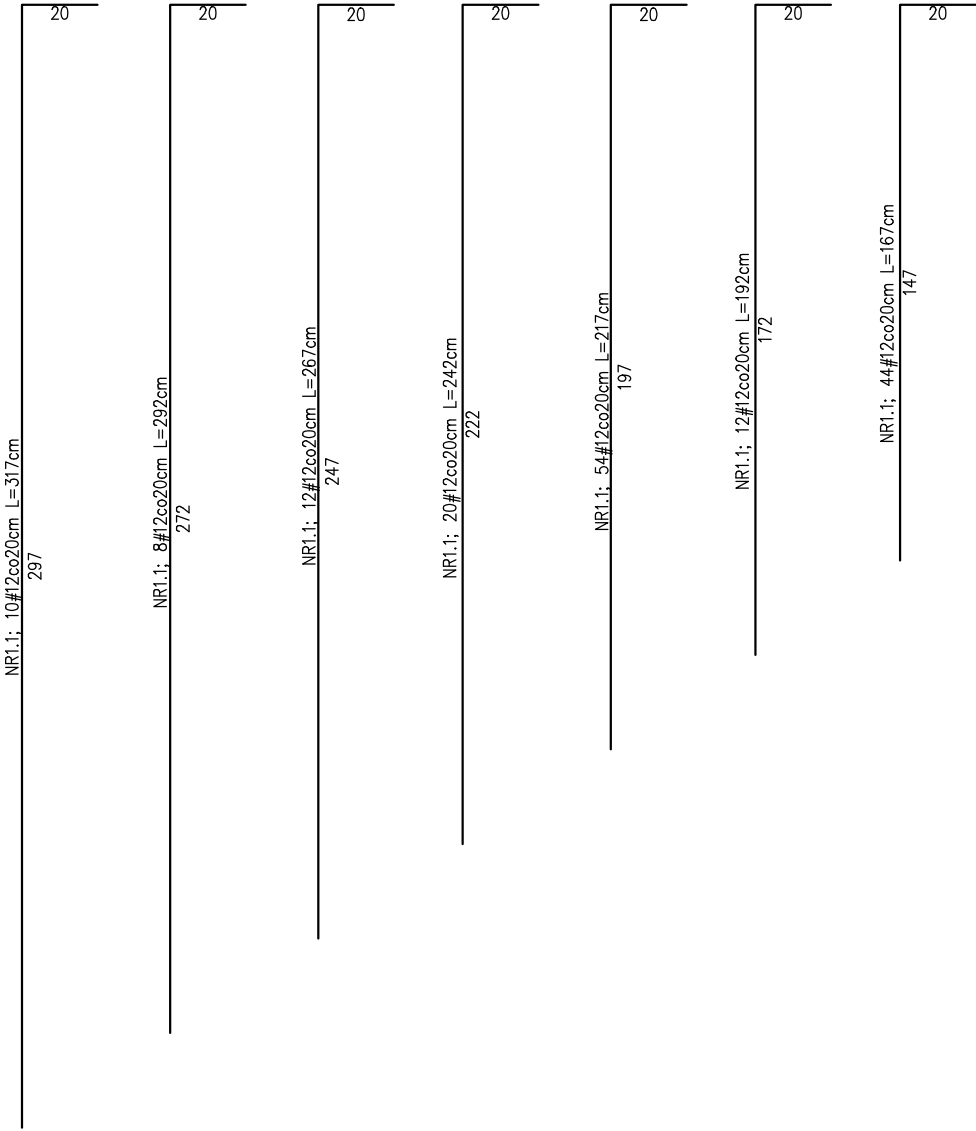 20
NR1.1; 10#12co20cm L=317cm
297
20
NR1.1; 8#12co20cm L=292cm
272
20
NR1.1; 12#12co20cm L=267cm
247
20
NR1.1; 20#12co20cm L=242cm
222
20
NR1.1; 54#12co20cm L=217cm
197
20
NR1.1; 12#12co20cm L=192cm
172
20
NR1.1; 44#12co20cm L=167cm
147